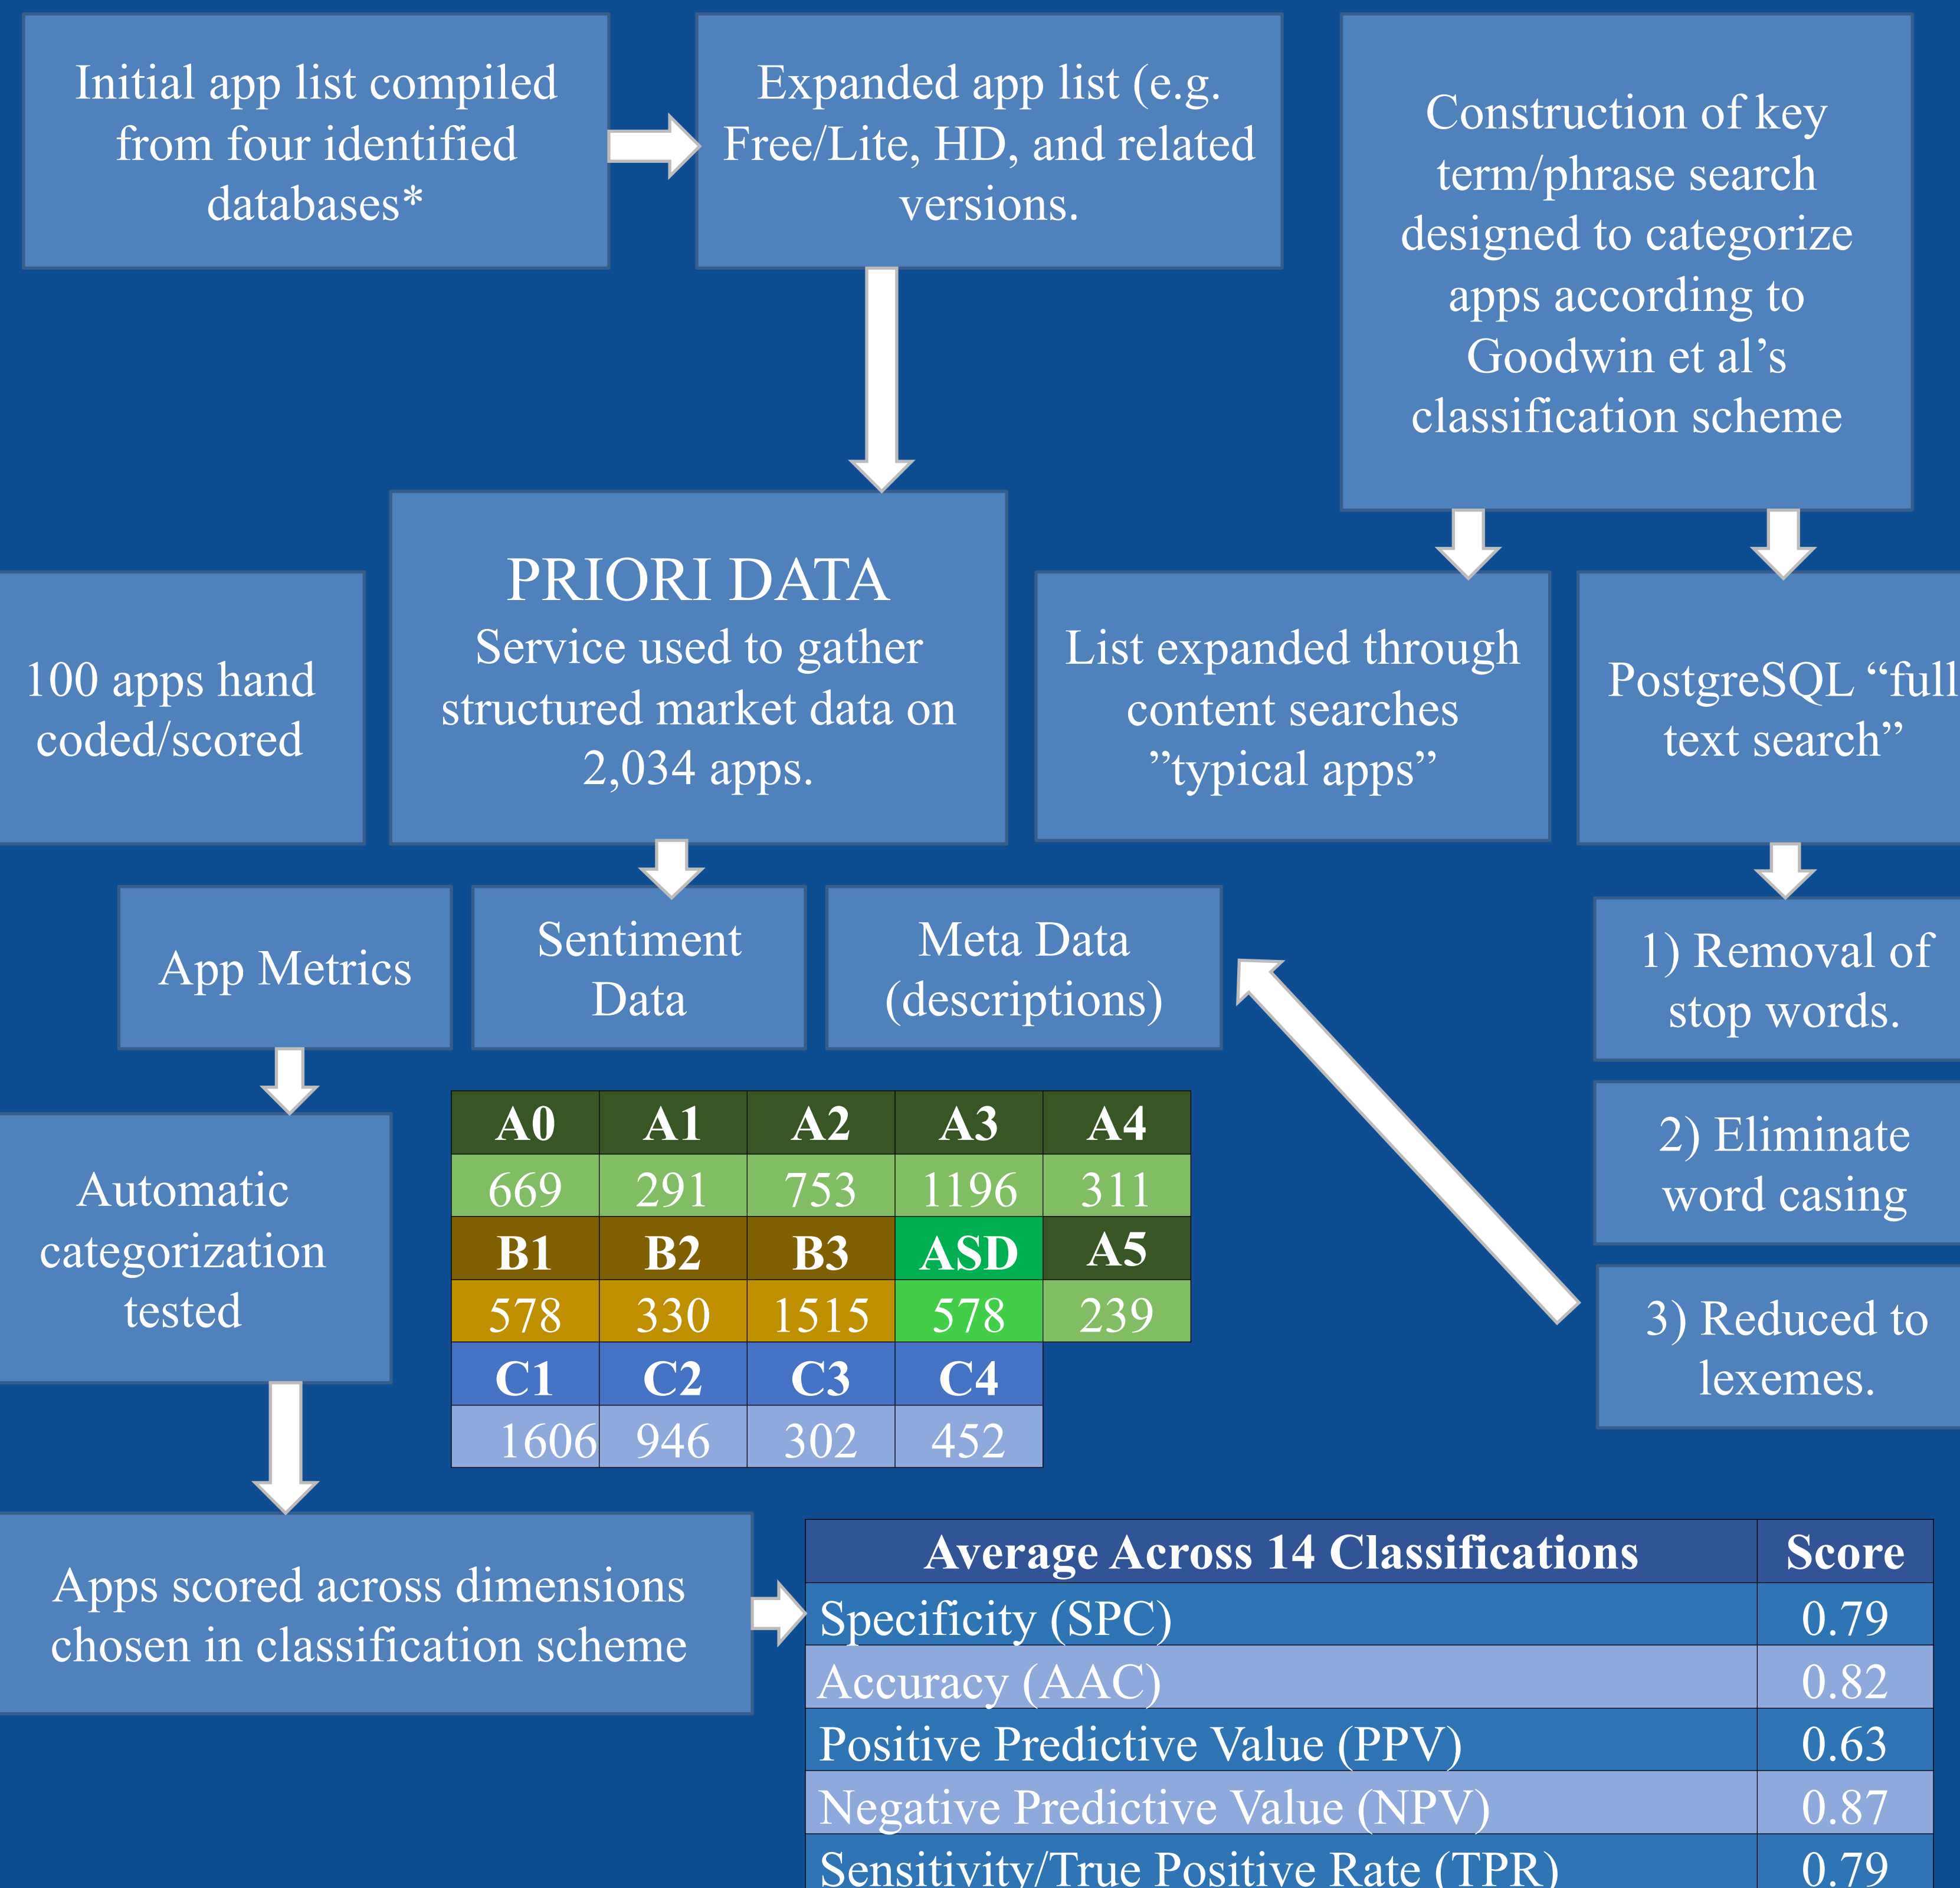 Initial app list compiled
from four identified
databases*
Expanded app list (e.g.
Free/Lite, HD, and related
versions.
Construction of key
term/phrase search
designed to categorize
apps according to
Goodwin et al’s
classification scheme
100 apps hand
coded/scored
PRIORI DATA
Service used to gather
structured market data on
2,034 apps.
List expanded through
content searches
”typical apps”
PostgreSQL “full
text search”
App Metrics
Sentiment
Data
Meta Data
(descriptions)
1) Removal of
stop words.
2) Eliminate
word casing
3) Reduced to
lexemes.
Automatic
categorization
tested
A0 A1 A2 A3 A4
669 291 753 1196 311
B1 B2 B3 ASD A5
578 330 1515 578 239
C1 C2 C3 C4
1606 946 302 452
Apps scored across dimensions
chosen in classification scheme
Average Across 14 Classifications Score
Specificity (SPC) 0.79
Accuracy (AAC) 0.82
Positive Predictive Value (PPV) 0.63
Negative Predictive Value (NPV) 0.87
Sensitivity/True Positive Rate (TPR) 0.79